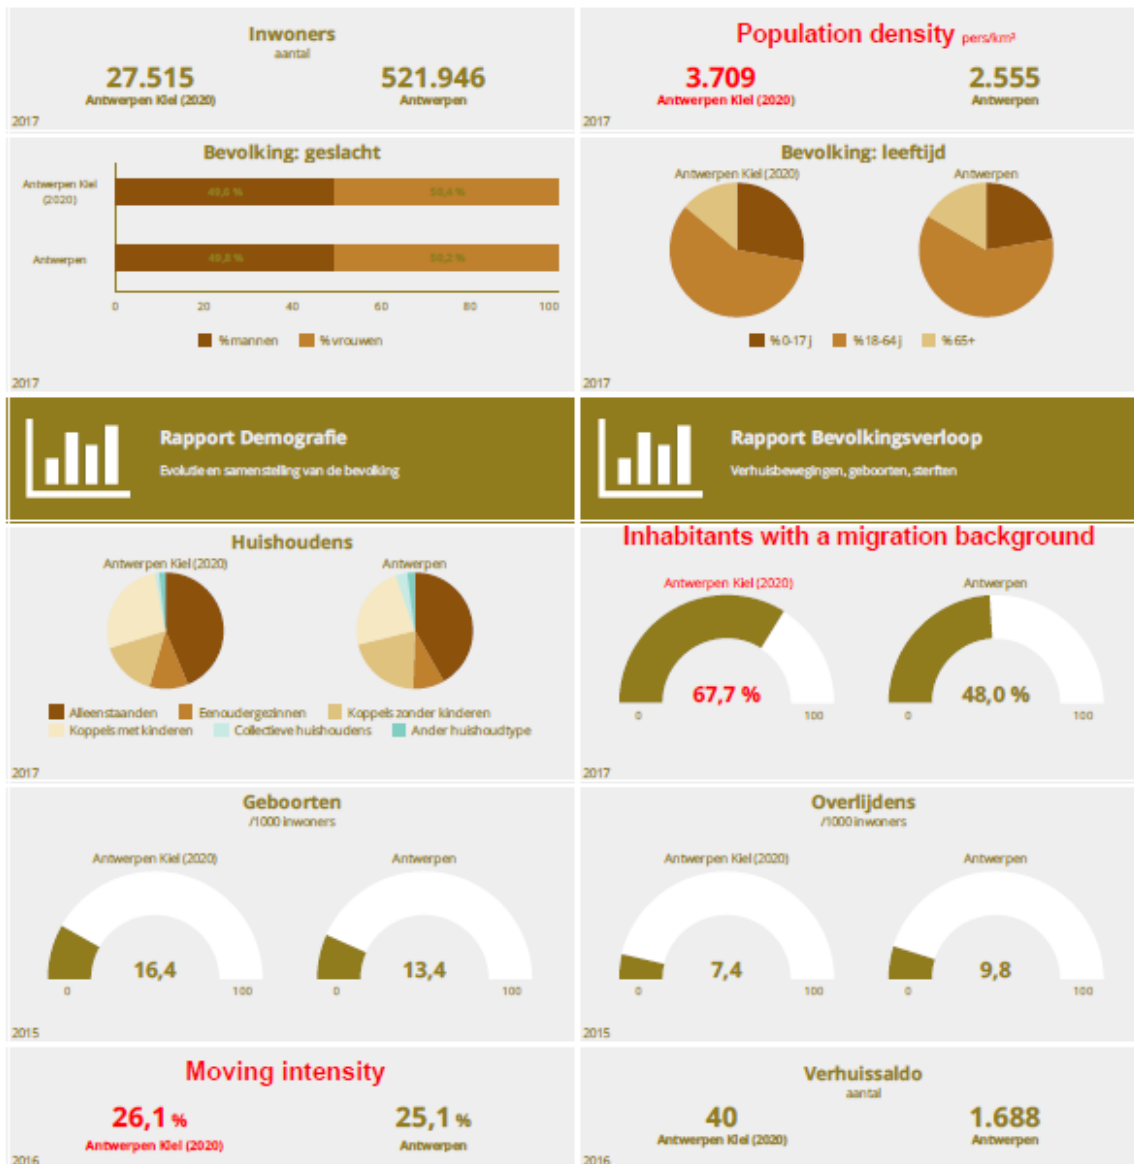 Inwoners
aantal
27.515
521.946
Antwerpen Kiel (2020)
Antwerpen
2017
Population density pers/km²
3.709
2.555
Antwerpen Kiel (2020)
Antwerpen
2017
Bevolking: geslacht
Antwerpen Kiel
(2020)
49,6 %
50,4 %
Antwerpen
49,8 %
50,2 %
0 20 40 60 80 100
% mannen % vrouwen
2017
Bevolking: leeftijd
Antwerpen Kiel (2020) Antwerpen
% 0-17 j % 18-64 j % 65+
2017
Rapport Demografie
Evolutie en samenstelling van de bevolking
Rapport Bevolkingsverloop
Verhuisbewegingen, geboorten, sterften
Huishoudens
Antwerpen Kiel (2020) Antwerpen
Alleenstaanden Eenoudergezinnen Koppels zonder kinderen
Koppels met kinderen Collectieve huishoudens Ander huishoudtype
2017
Inhabitants with a migration background
Antwerpen Kiel (2020) Antwerpen
67,7 % 48,0 %
0 100 0 100
2017
Geboorten
/1000 inwoners
Antwerpen Kiel (2020) Antwerpen
16,4 13,4
0 100 0 100
2015
Overlijdens
/1000 inwoners
Antwerpen Kiel (2020) Antwerpen
7,4 9,8
0 100 0 100
2015
Moving intensity
26,1 % 25,1 %
Antwerpen Kiel (2020) Antwerpen
2016
Verhuissaldo
aantal
40 1.688
Antwerpen Kiel (2020) Antwerpen
2016